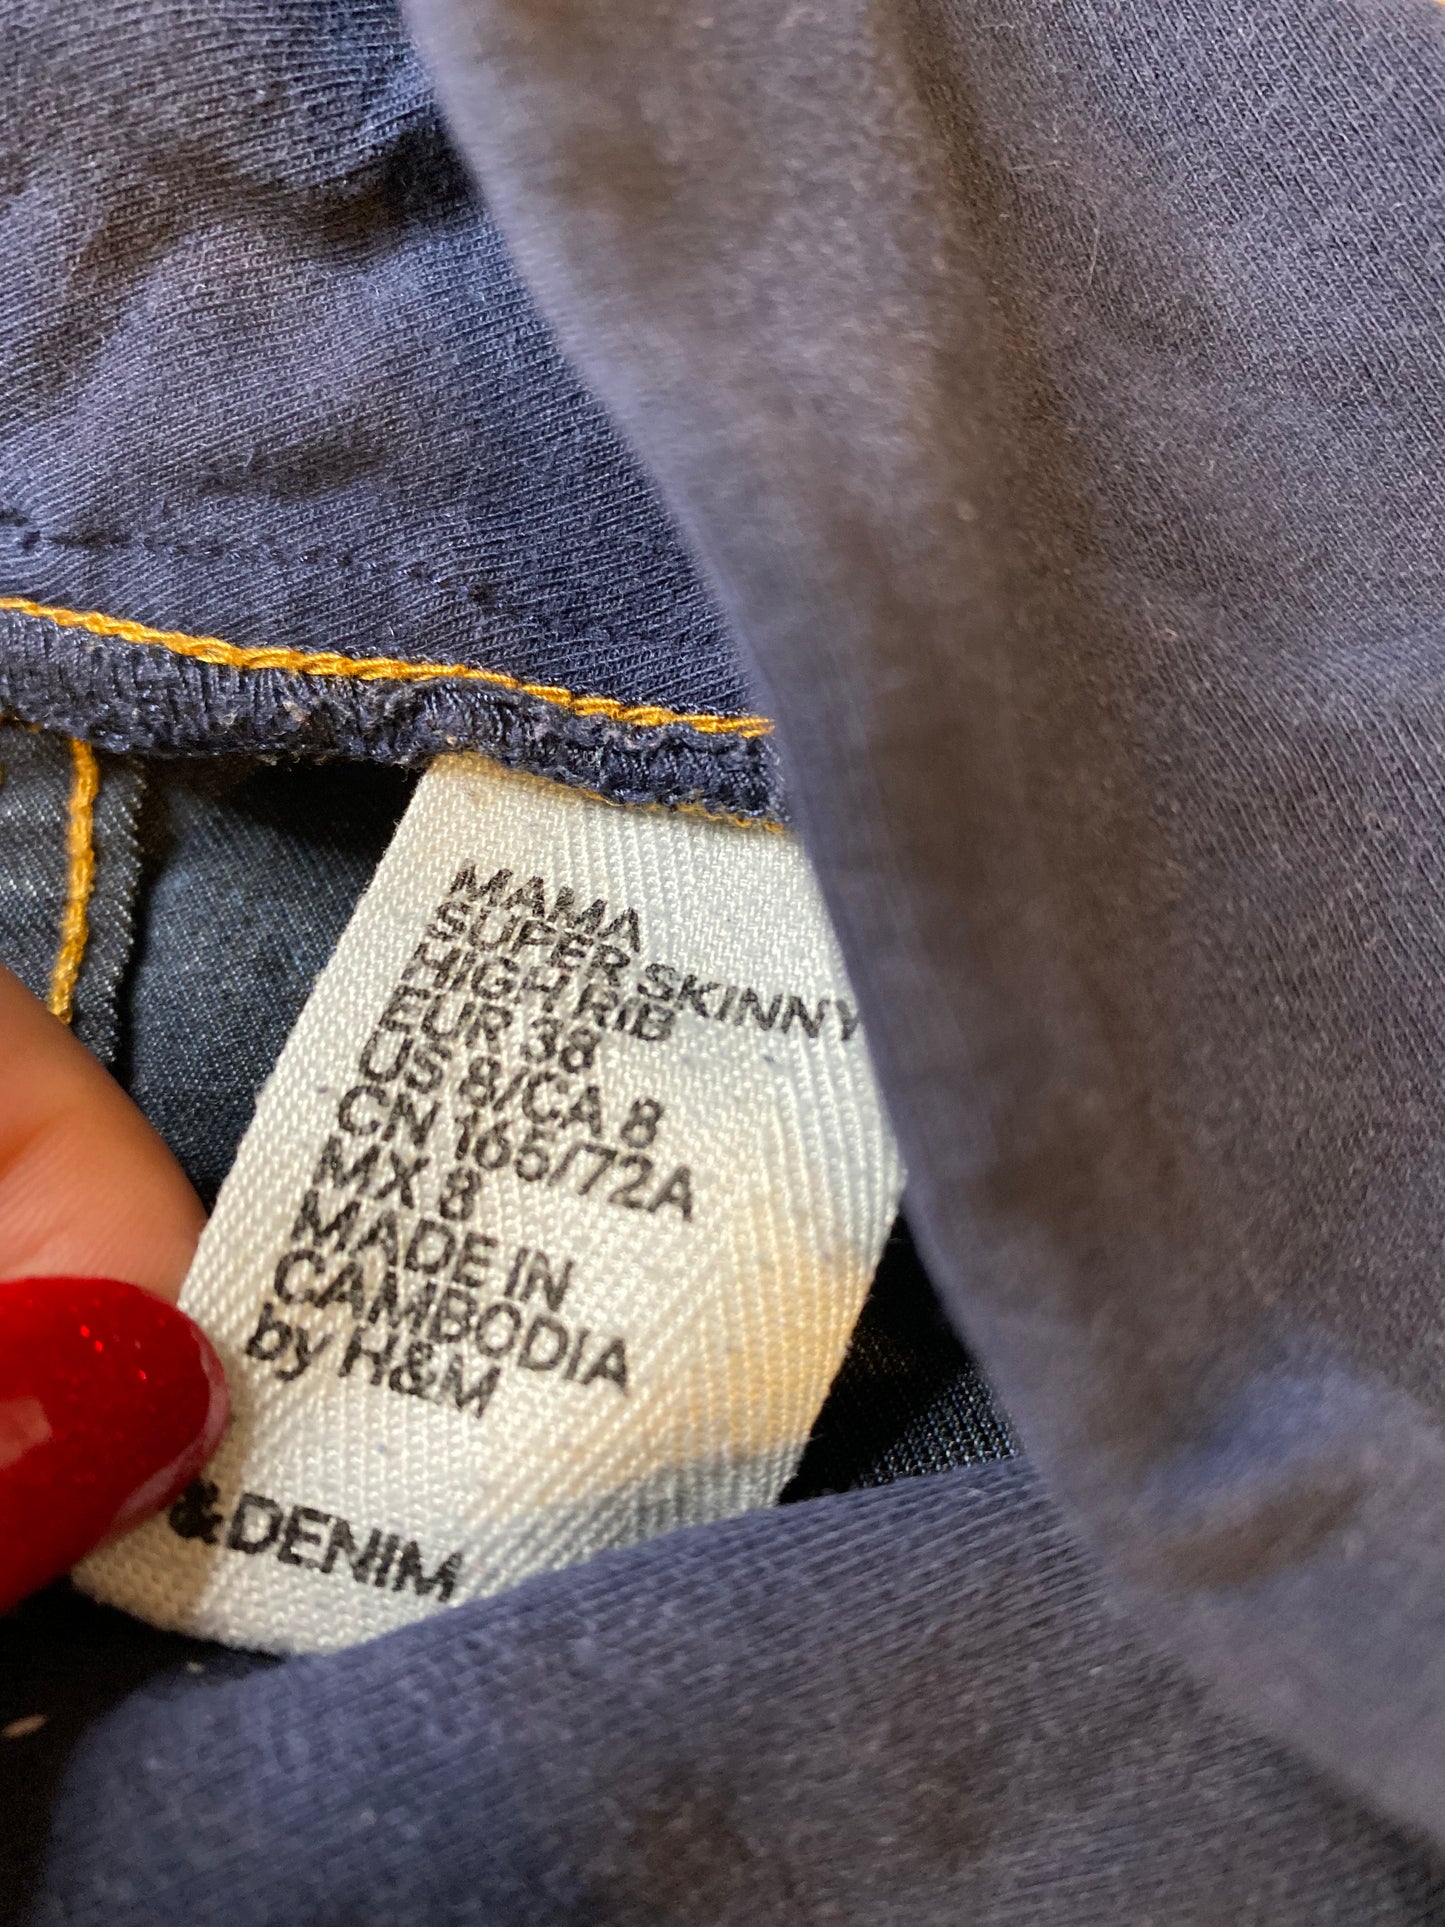 MAMA
SUPER SKINNY
HIGH RIB
EUR 38
US 8/CA 8
CN 165/72A
MX 8
MADE IN
CAMBODIA
by H&M
&DENIM